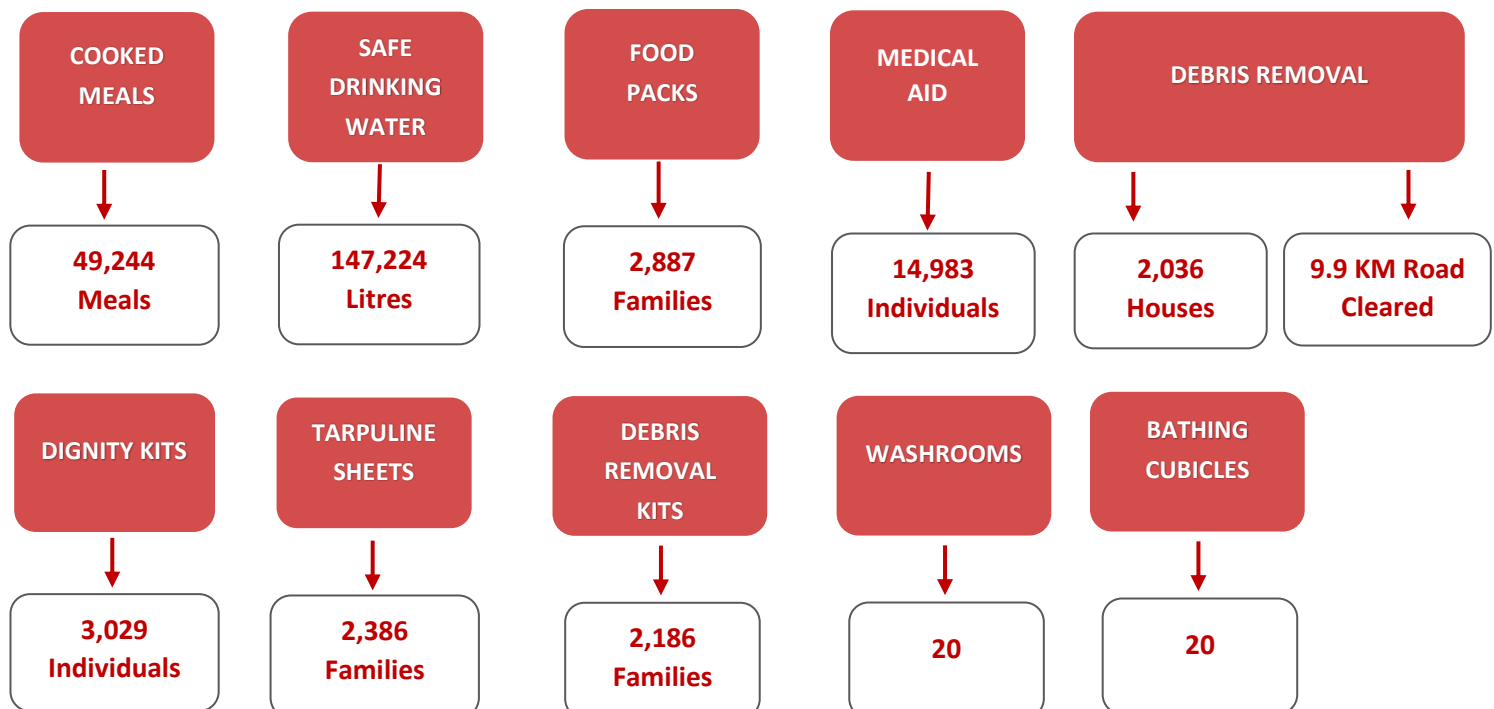 COOKED
MEALS
SAFE
DRINKING
WATER
FOOD
PACKS
MEDICAL
AID
DEBRIS REMOVAL
49,244
Meals
147,224
Litres
2,887
Families
14,983
Individuals
2,036
Houses
9.9 KM Road
Cleared
DIGNITY KITS
TARPULINE
SHEETS
DEBRIS
REMOVAL
KITS
WASHROOMS
BATHING
CUBICLES
3,029
Individuals
2,386
Families
2,186
Families
20
20